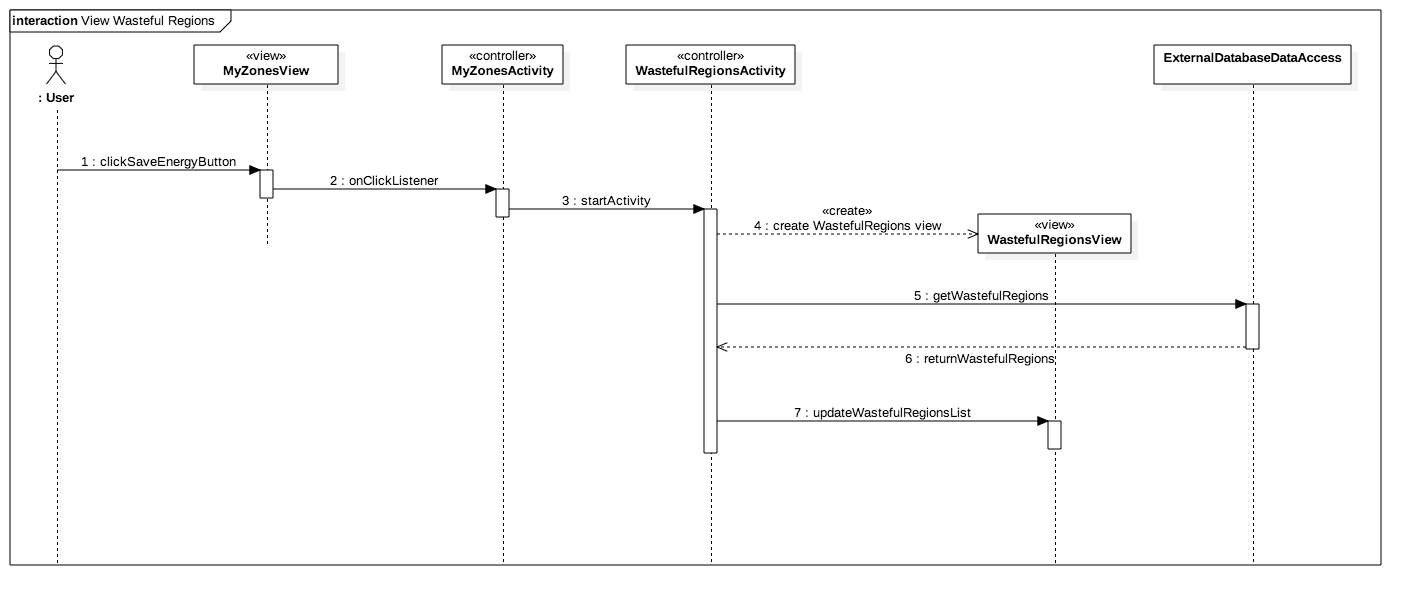 interaction View Wasteful Regions
: User
«view»
MyZonesView
«controller»
MyZonesActivity
«controller»
WastefulRegionsActivity
ExternalDatabaseDataAccess
1 : clickSaveEnergyButton
2 : onClickListener
3 : startActivity
«create»
4 : create WastefulRegions view
«view»
WastefulRegionsView
5 : getWastefulRegions
6 : returnWastefulRegions
7 : updateWastefulRegionsList